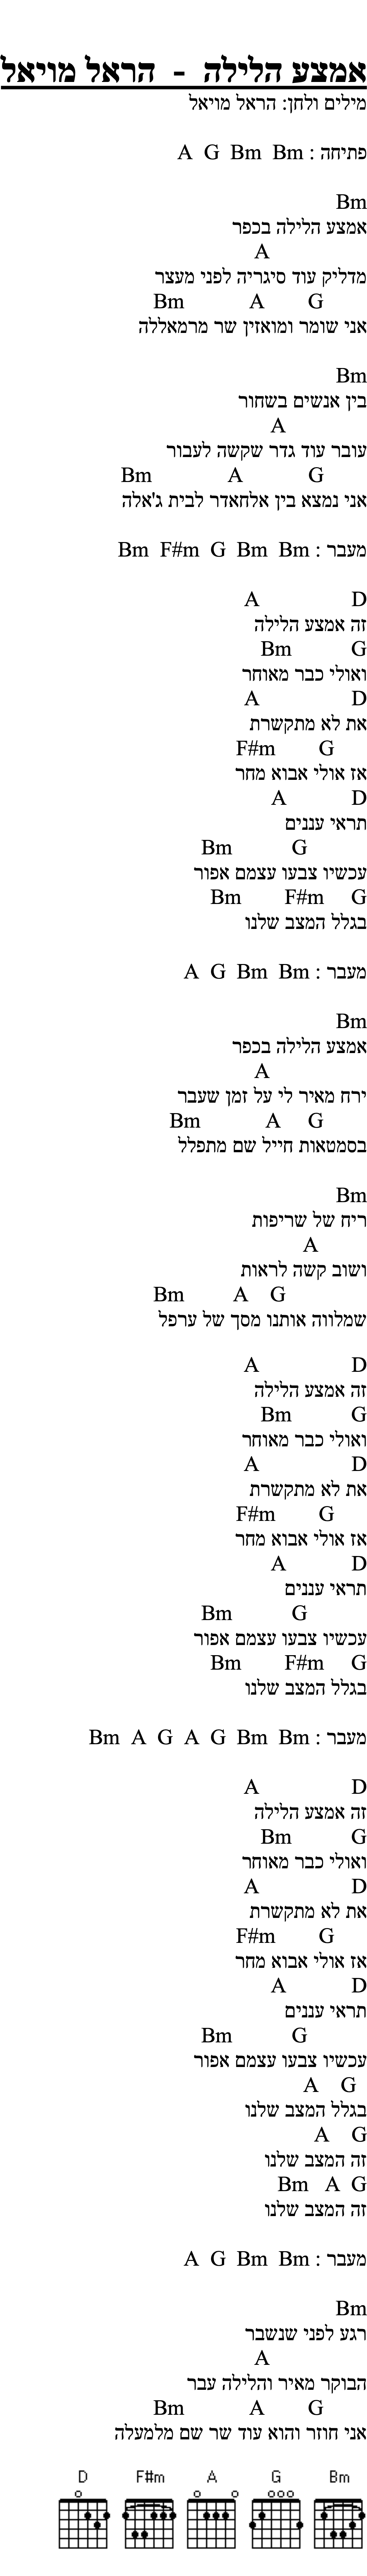 אמצע הלילה - הראל מויאל
מילים ולחן: הראל מויאל
פתיחה : A G Bm Bm
Bm
אמצע הלילה בכפר
A
מדליק עוד סיגריה לפני מעצר
Bm A G
אני שומר ומואזין שר מרמאללה
Bm
בין אנשים בשחור
A
עובר עוד גדר שקשה לעבור
Bm A G
אני נמצא בין אלחאדר לבית ג'אלה
מעבר : Bm F#m G Bm Bm
A D
זה אמצע הלילה
Bm G
ואולי כבר מאוחר
A D
את לא מתקשרת
F#m G
אז אולי אבוא מחר
A D
תראי עננים
Bm G
עכשיו צבעו עצמם אפור
Bm F#m G
בגלל המצב שלנו
מעבר : A G Bm Bm
Bm
אמצע הלילה בכפר
A
ירח מאיר לי על זמן שעבר
Bm A G
בסמטאות חייל שם מתפלל
Bm
ריח של שריפות
A
ושוב קשה לראות
Bm A G
שמלווה אותנו מסך של ערפל
A D
זה אמצע הלילה
Bm G
ואולי כבר מאוחר
A D
את לא מתקשרת
F#m G
אז אולי אבוא מחר
A D
תראי עננים
Bm G
עכשיו צבעו עצמם אפור
Bm F#m G
בגלל המצב שלנו
מעבר : Bm A G A G Bm Bm
A D
זה אמצע הלילה
Bm G
ואולי כבר מאוחר
A D
את לא מתקשרת
F#m G
אז אולי אבוא מחר
A D
תראי עננים
Bm G
עכשיו צבעו עצמם אפור
A G
בגלל המצב שלנו
A G
זה המצב שלנו
Bm A G
זה המצב שלנו
מעבר : A G Bm Bm
Bm
רגע לפני שנשבר
A
הבוקר מאיר והלילה עבר
Bm A G
אני חוזר והוא עוד שר שם מלמעלה
D F#m A G Bm